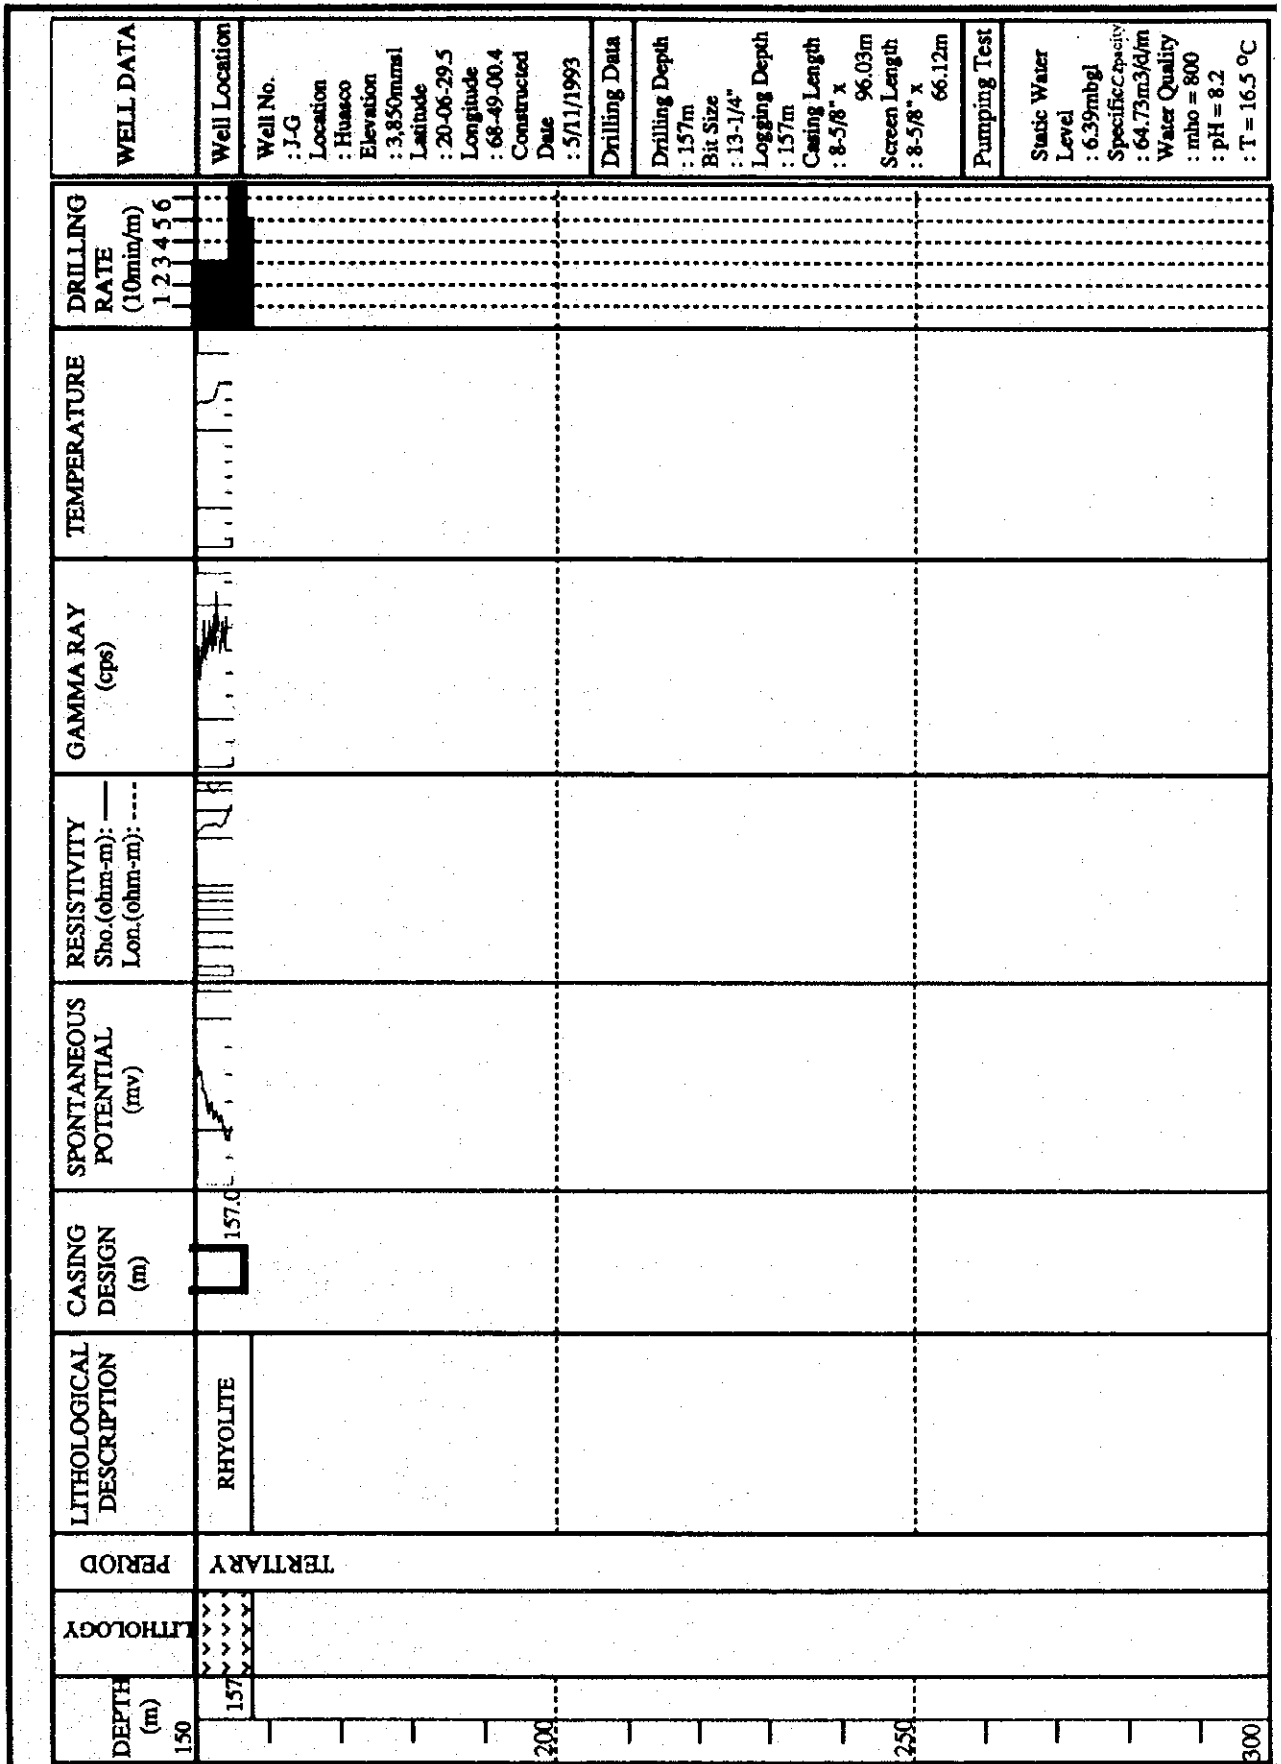 DEPTH
(m)
150
LITHOLOGY
PERIOD
LITHOLOGICAL
DESCRIPTION
CASING
DESIGN
(m)
SPONTANEOUS
POTENTIAL
(mv)
RESISTIVITY
Sho.(ohm-m): ——
Lon.(ohm-m): ----
GAMMA RAY
(cps)
TEMPERATURE
DRILLING
RATE
(10min/m)
1 2 3 4 5 6
WELL DATA
157
TERTIARY
RHYOLITE
157.0
200
250
300
Well Location
Well No.
: J-G
Location
: Huasco
Elevation
: 3,850mmsl
Latitude
: 20-06-29.5
Longitude
: 68-49-00.4
Constructed
Date
: 5/11/1993
Drilling Data
Drilling Depth
: 157m
Bit Size
: 13-1/4"
Logging Depth
: 157m
Casing Length
: 8-5/8" x
96.03m
Screen Length
: 8-5/8" x
66.12m
Pumping Test
Static Water
Level
: 6.39mbgl
Specific Capacity
: 64.73m3/d/m
Water Quality
: mho = 800
: pH = 8.2
: T = 16.5 °C